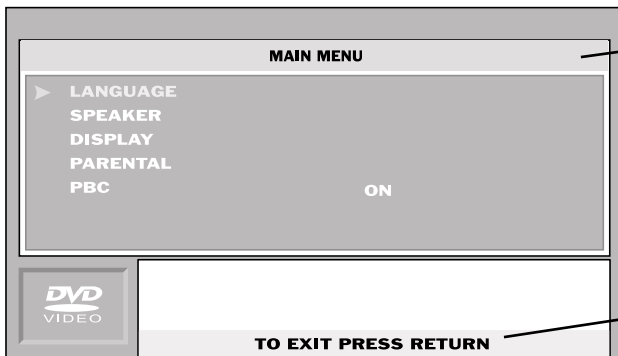 MAIN MENU
LANGUAGE
SPEAKER
DISPLAY
PARENTAL
PBC ON
DVD
VIDEO
TO EXIT PRESS RETURN